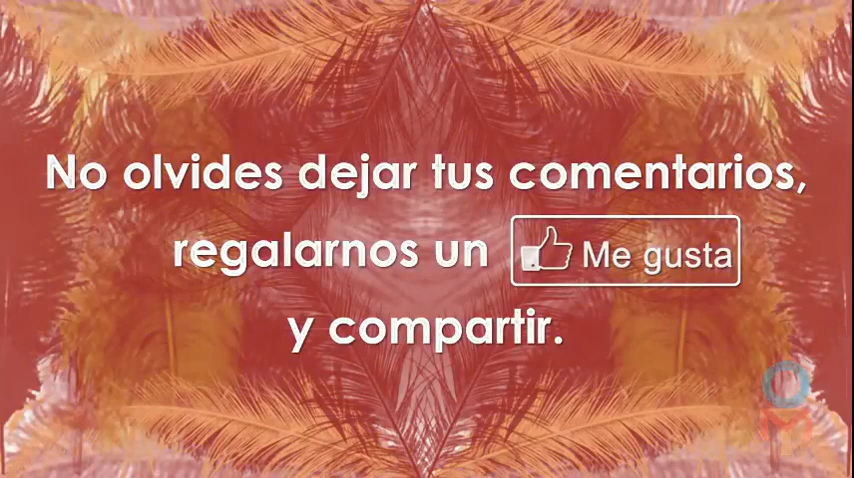 No olvides dejar tus comentarios,
regalarnos un Me gusta
y compartir.